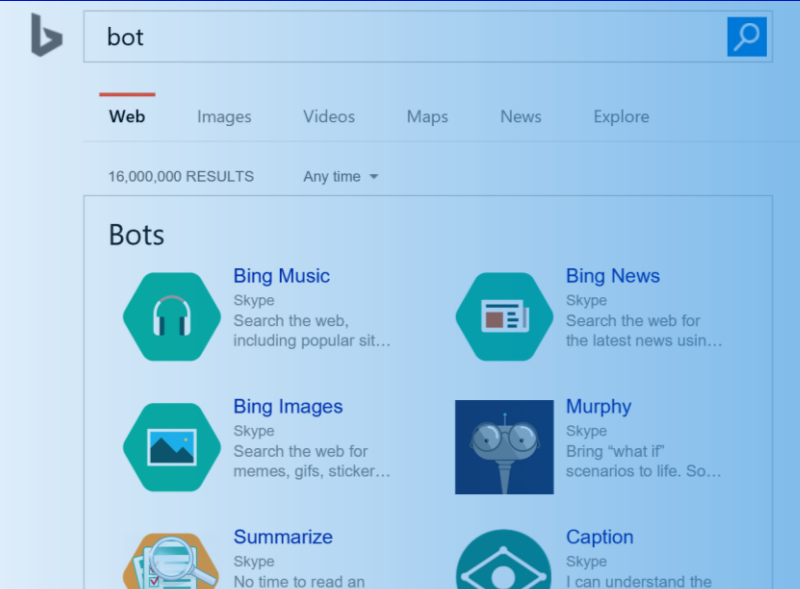 bot
Web Images Videos Maps News Explore
16,000,000 RESULTS Any time
Bots
Bing Music
Skype
Search the web,
including popular sit...
Bing News
Skype
Search the web for
the latest news usin...
Bing Images
Skype
Search the web for
memes, gifs, sticker...
Murphy
Skype
Bring “what if”
scenarios to life. So...
Summarize
Skype
No time to read an
Caption
Skype
I can understand the